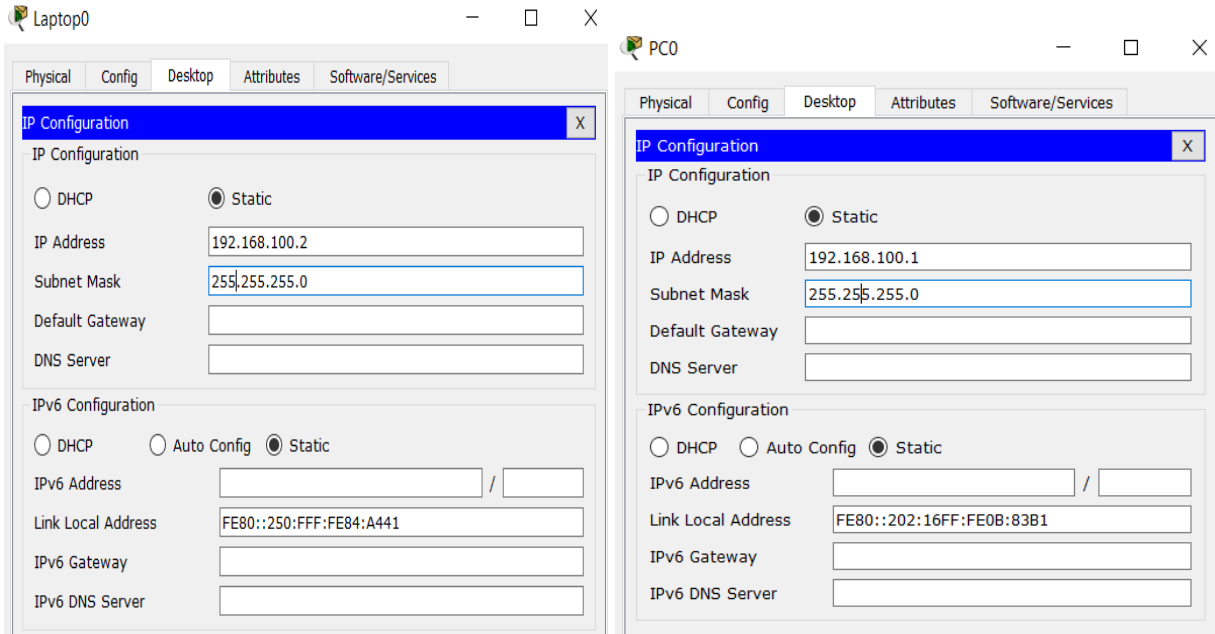 Laptop0
Physical Config Desktop Attributes Software/Services
IP Configuration X
IP Configuration
DHCP Static
IP Address 192.168.100.2
Subnet Mask 255.255.255.0
Default Gateway
DNS Server
IPv6 Configuration
DHCP Auto Config Static
IPv6 Address /
Link Local Address FE80::250:FFF:FE84:A441
IPv6 Gateway
IPv6 DNS Server
PC0
Physical Config Desktop Attributes Software/Services
IP Configuration X
IP Configuration
DHCP Static
IP Address 192.168.100.1
Subnet Mask 255.255.255.0
Default Gateway
DNS Server
IPv6 Configuration
DHCP Auto Config Static
IPv6 Address /
Link Local Address FE80::202:16FF:FE0B:83B1
IPv6 Gateway
IPv6 DNS Server